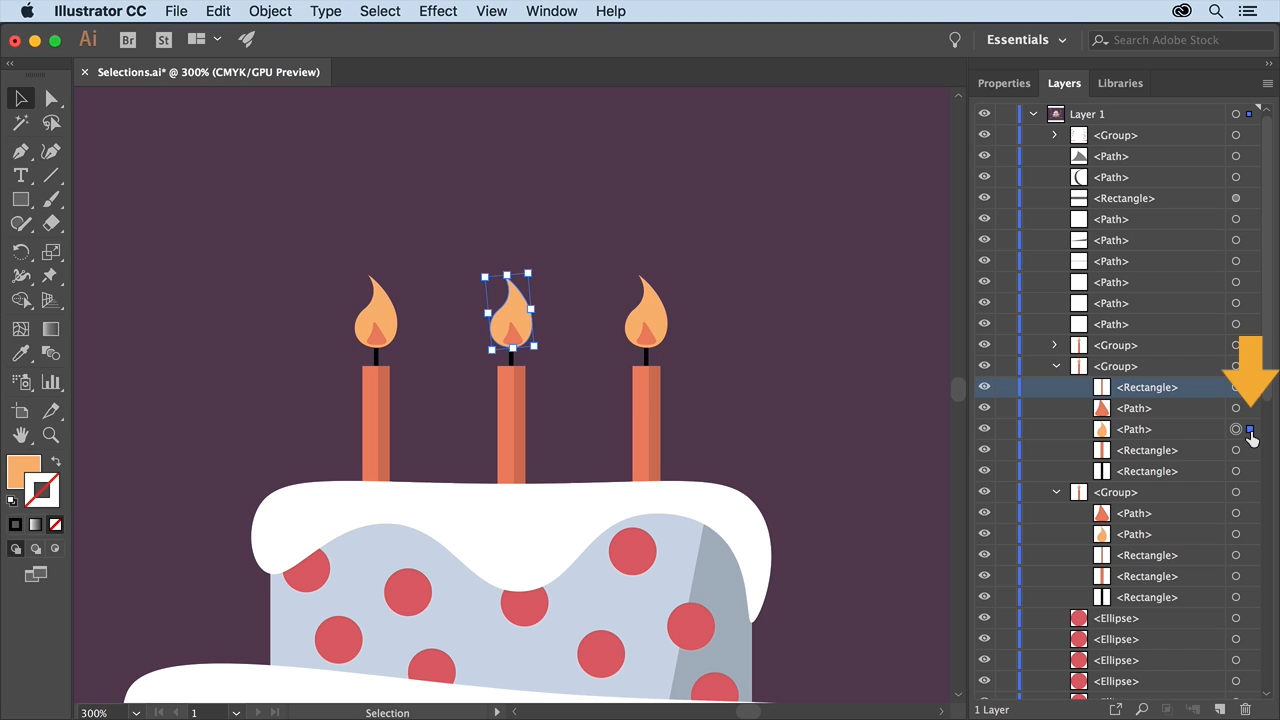 Illustrator CC File Edit Object Type Select Effect View Window Help
Ai Br St Essentials Search Adobe Stock
× Selections.ai* @ 300% (CMYK/GPU Preview)
Properties Layers Libraries
Layer 1
<Group>
<Path>
<Path>
<Rectangle>
<Path>
<Path>
<Path>
<Path>
<Path>
<Path>
<Group>
<Group>
<Rectangle>
<Path>
<Path>
<Rectangle>
<Rectangle>
<Group>
<Path>
<Path>
<Rectangle>
<Rectangle>
<Rectangle>
<Ellipse>
<Ellipse>
<Ellipse>
<Ellipse>
300% 1 Selection 1 Layer